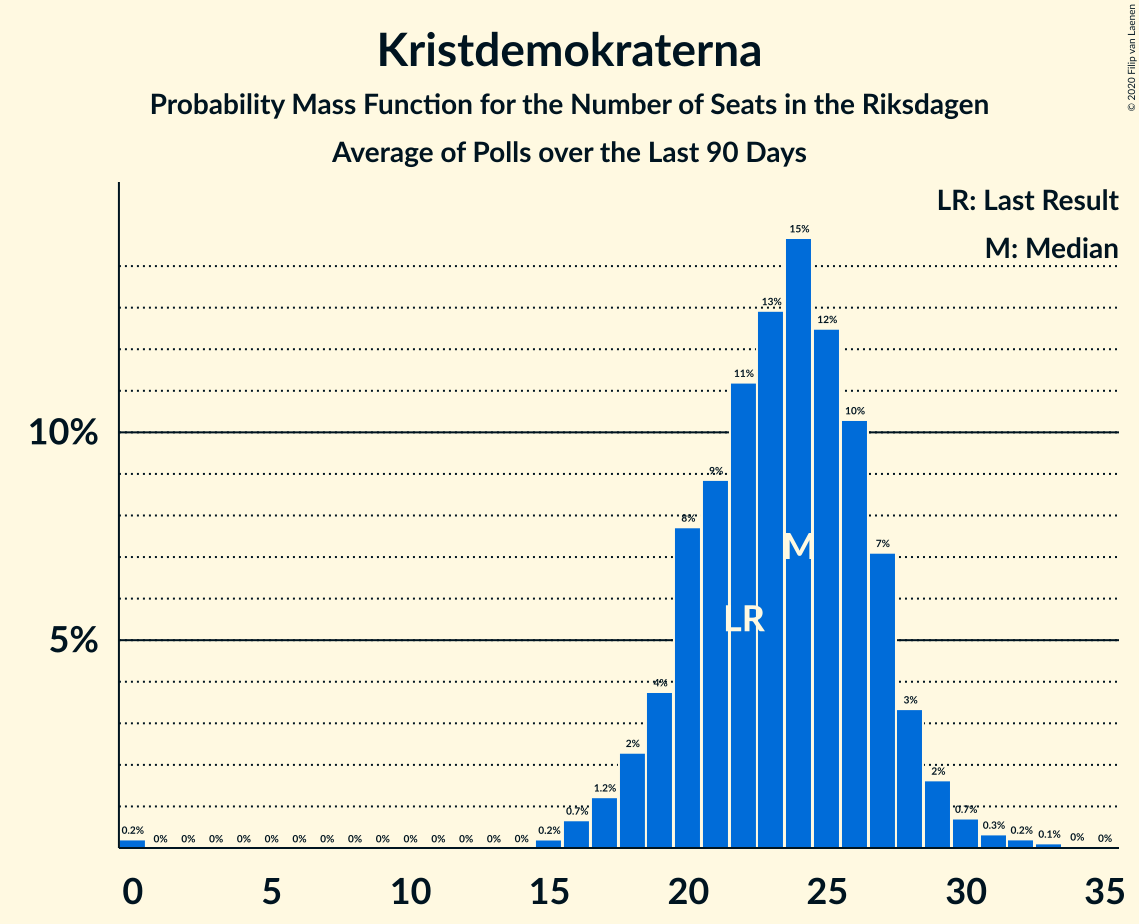 Kristdemokraterna
Probability Mass Function for the Number of Seats in the Riksdagen
Average of Polls over the Last 90 Days
© 2020 Filip van Laenen
LR: Last Result
M: Median
15%
13%
12%
11%
10%
10%
9%
8%
M
7%
LR
5%
4%
3%
2%
2%
1.2%
0.7%
0.7%
0.2% 0% 0% 0% 0% 0% 0% 0% 0% 0% 0% 0% 0% 0% 0% 0.2% 0.3% 0.2% 0.1% 0% 0%
0 5 10 15 20 25 30 35